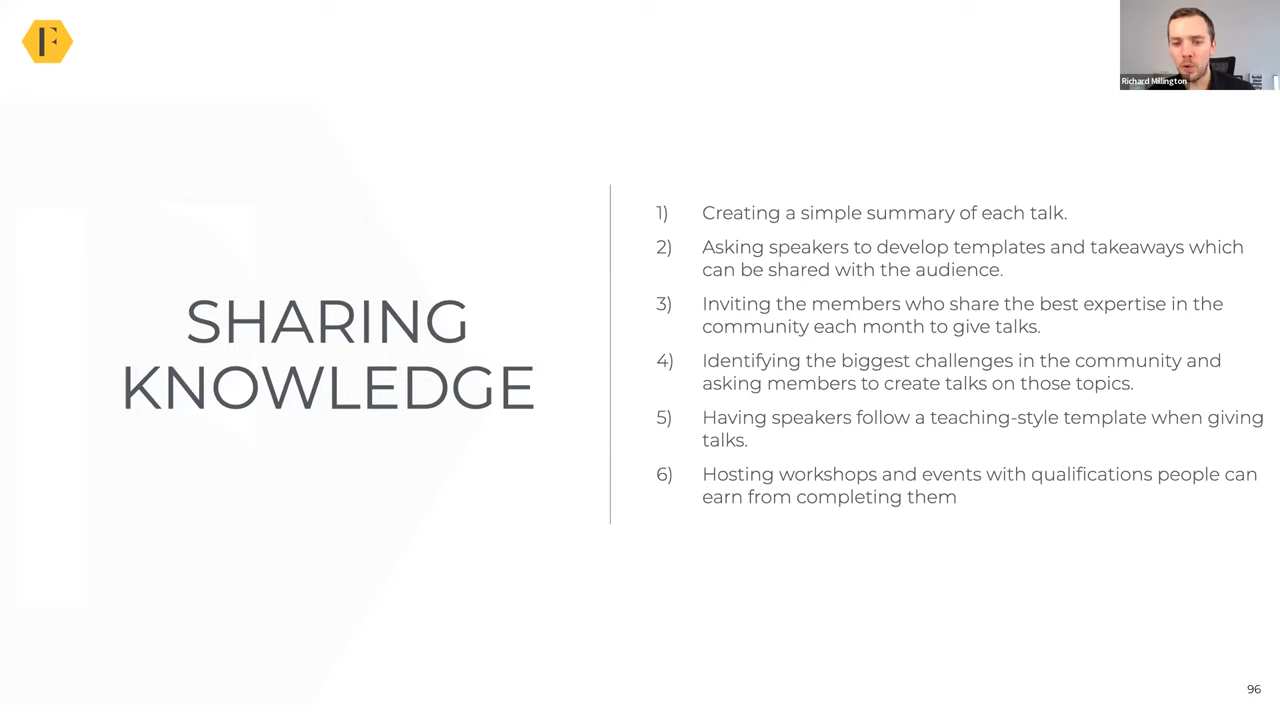 F
Richard Millington
SHARING
KNOWLEDGE
1) Creating a simple summary of each talk.
2) Asking speakers to develop templates and takeaways which
can be shared with the audience.
3) Inviting the members who share the best expertise in the
community each month to give talks.
4) Identifying the biggest challenges in the community and
asking members to create talks on those topics.
5) Having speakers follow a teaching-style template when giving
talks.
6) Hosting workshops and events with qualifications people can
earn from completing them
96